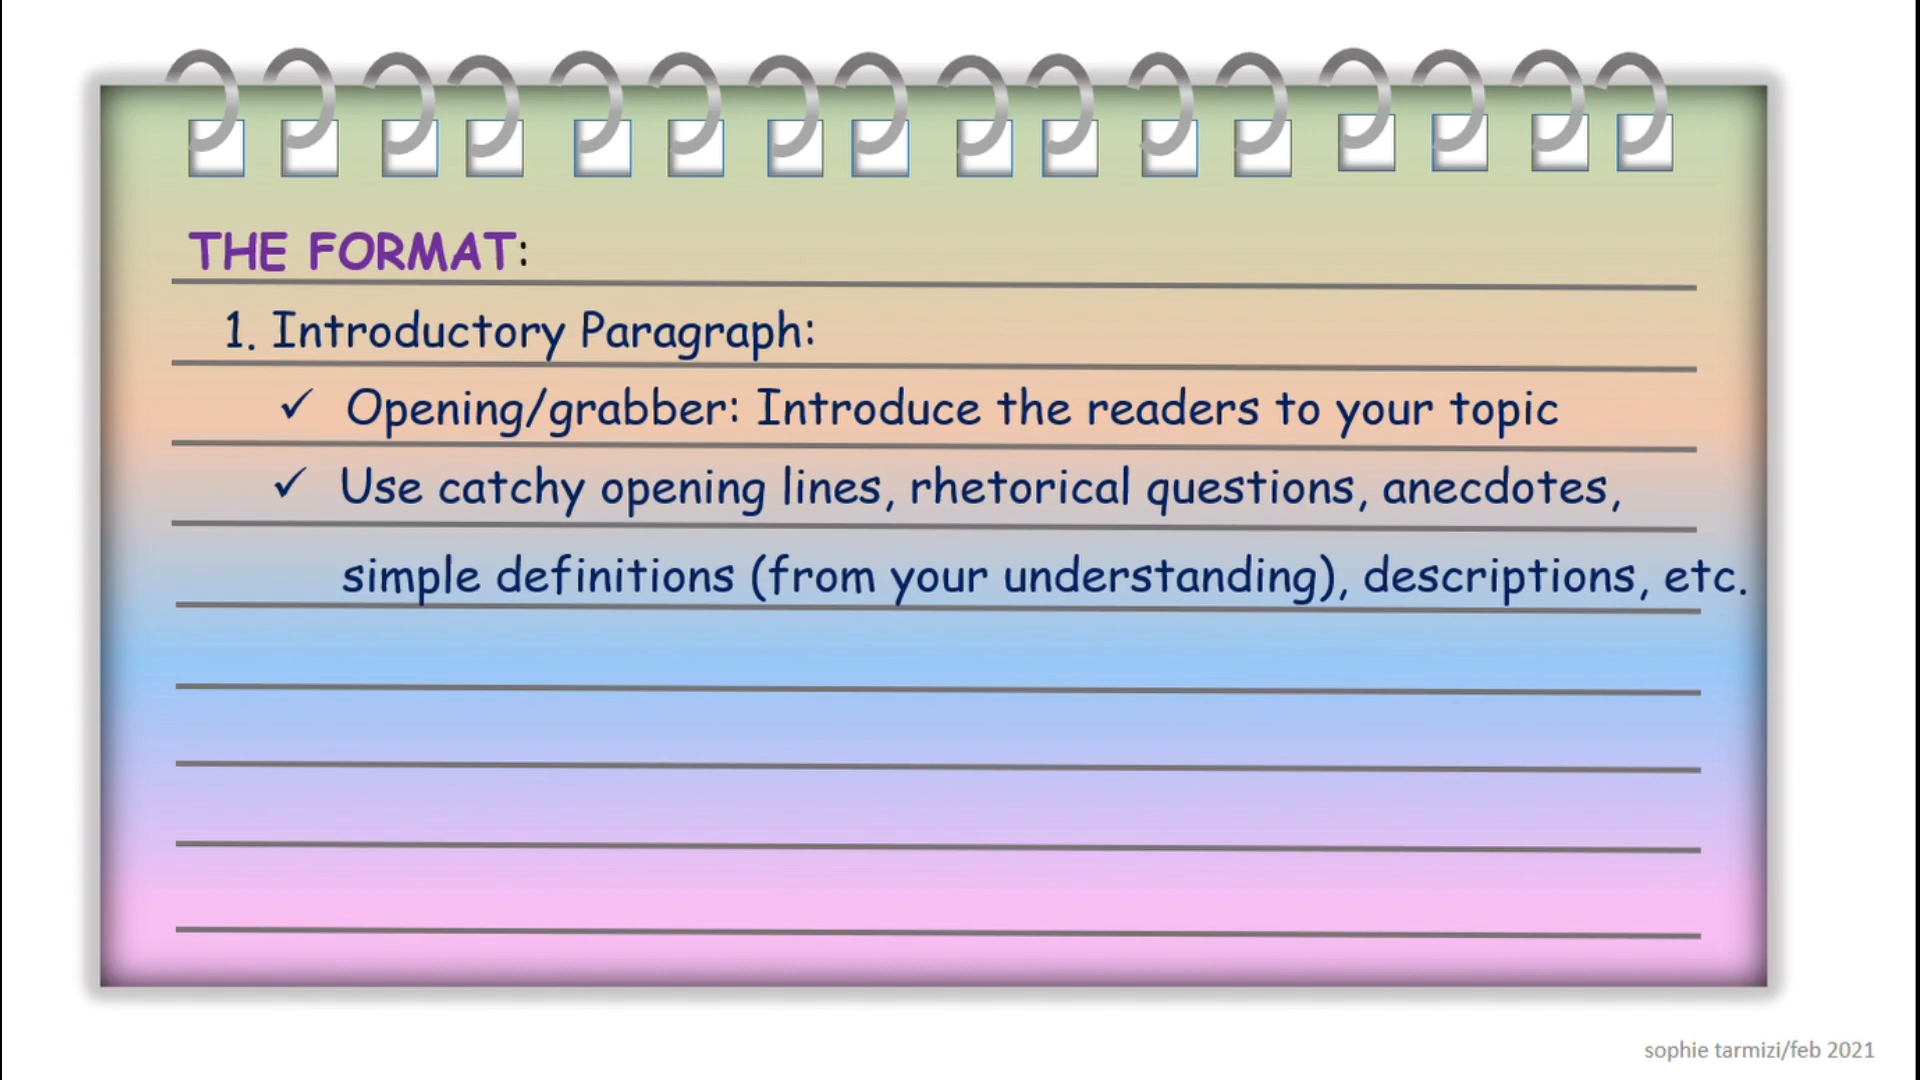 THE FORMAT:
1. Introductory Paragraph:
✓ Opening/grabber: Introduce the readers to your topic
✓ Use catchy opening lines, rhetorical questions, anecdotes,
simple definitions (from your understanding), descriptions, etc.
sophie tarmizi/feb 2021